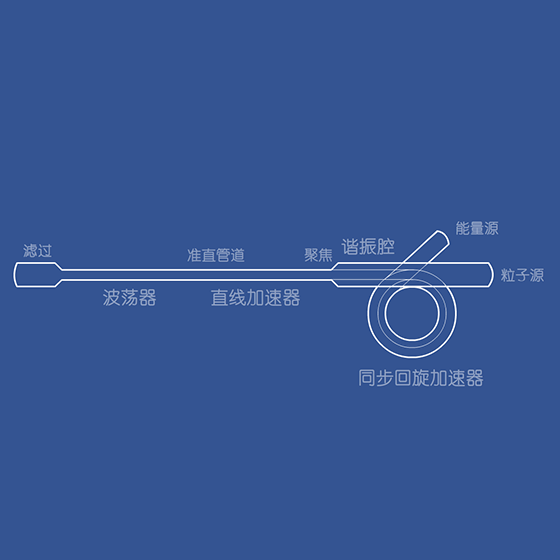 能量源
谐振腔
滤过
准直管道
聚焦
粒子源
波荡器
直线加速器
同步回旋加速器